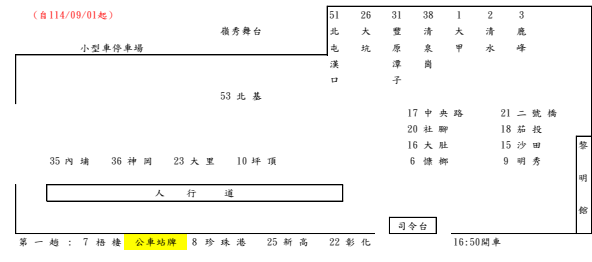 (自114/09/01起)
嶺秀舞台
小型車停車場
51 北屯漢口
26 大坑
31 豐原潭子
38 清泉崗
1 大甲
2 清水
3 鹿峰
53 北基
17 中央路 21 二號橋
20 社腳 18 茄投
16 大肚 15 沙田
6 慷榔 9 明秀
黎明館
35 內埔 36 神岡 23 大里 10 坪頂
人行道
司令台
第一趟: 7 梧棲 公車站牌 8 珍珠港 25 新高 22 彰化 16:50開車